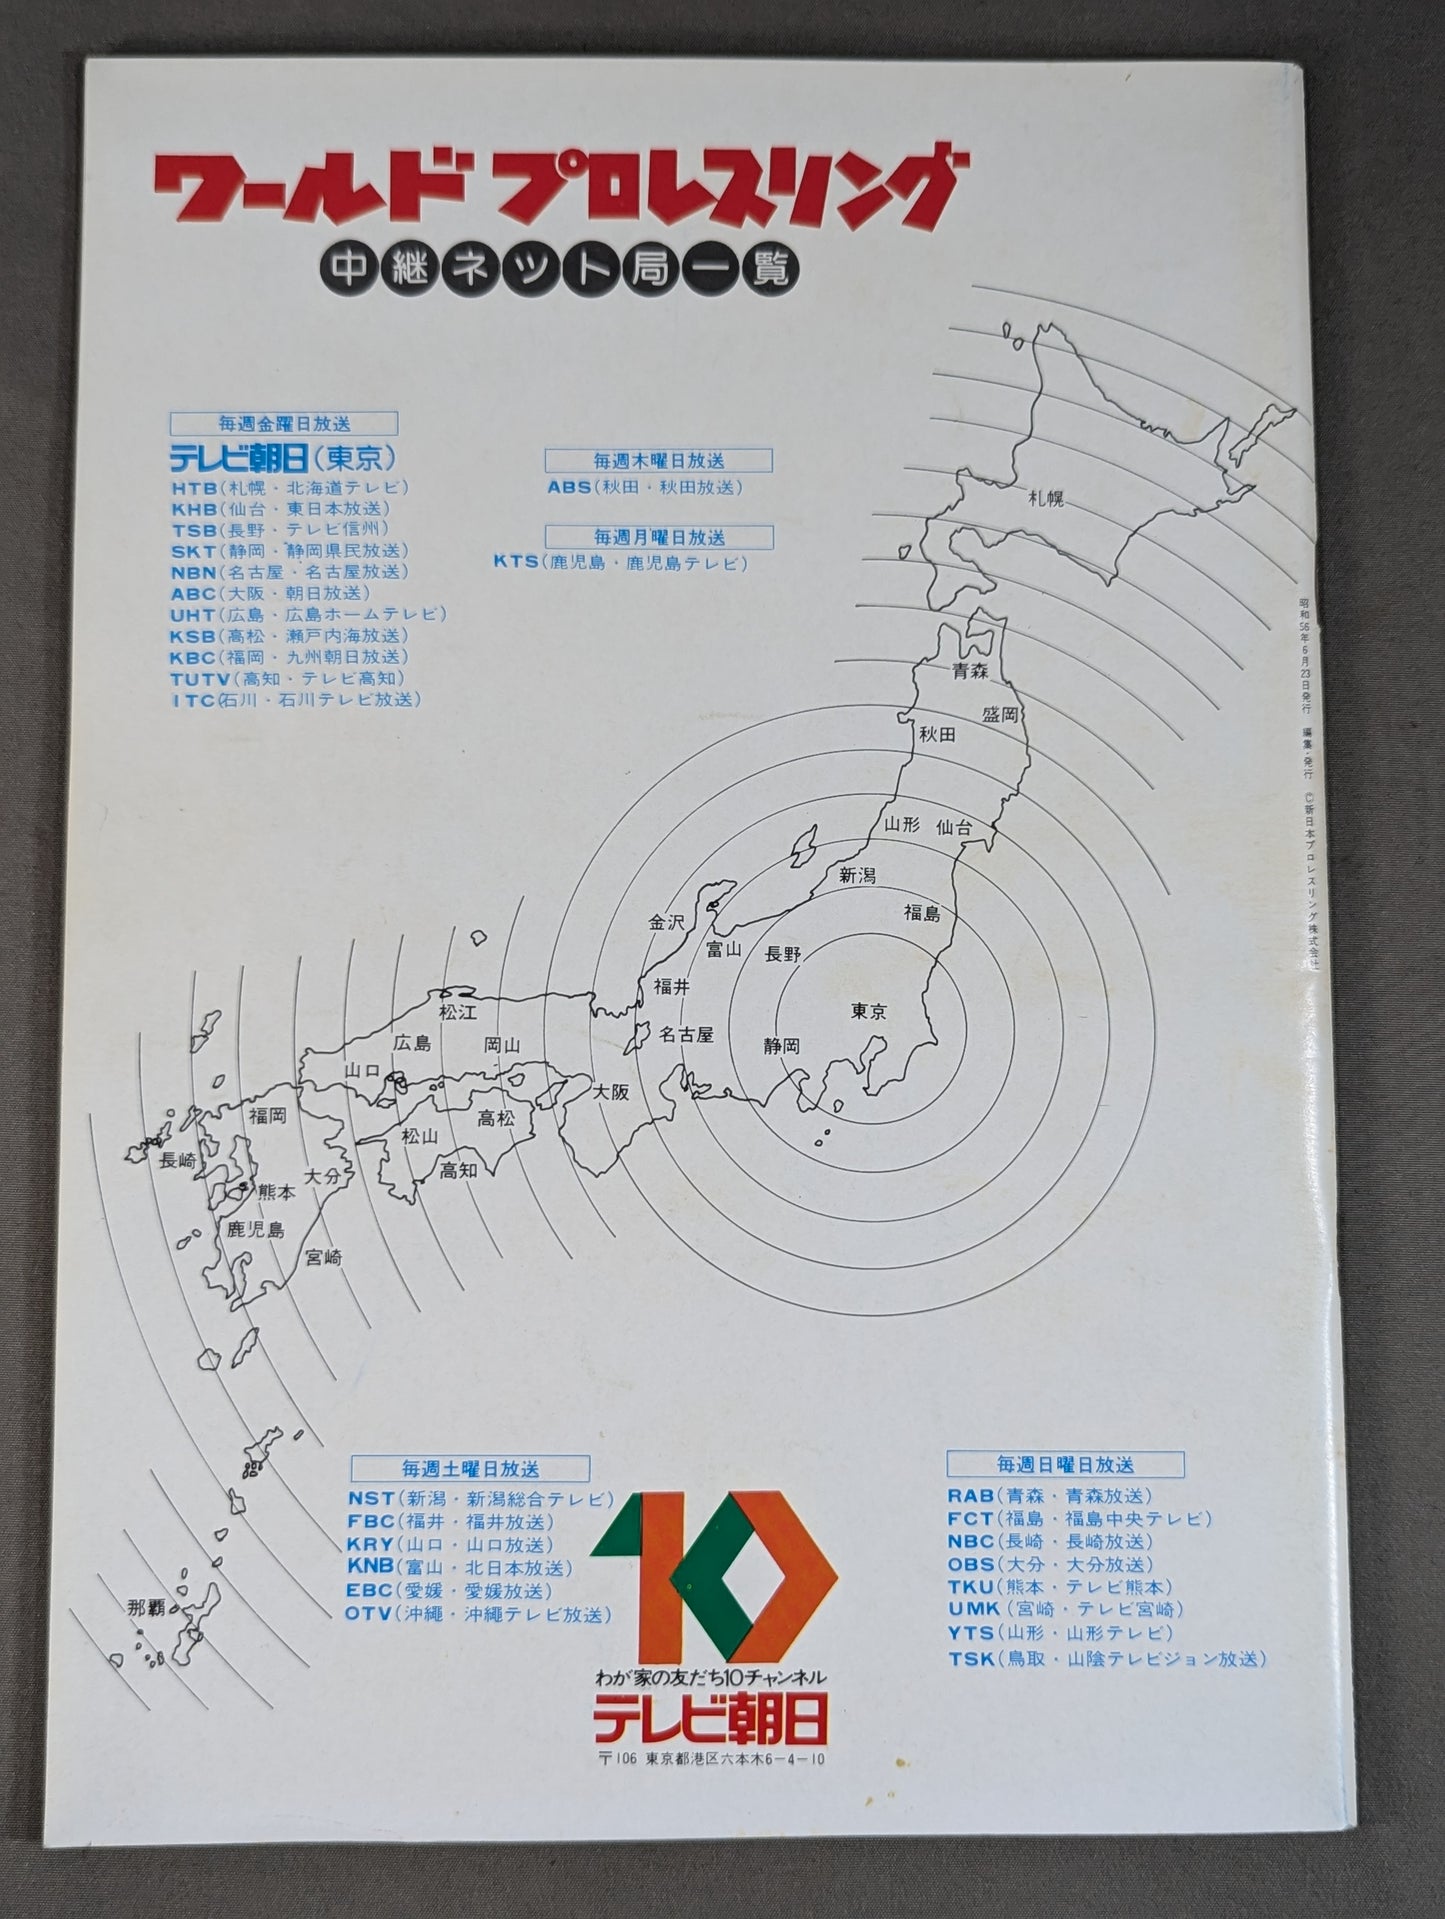 ワールド プロレスリング
中継ネット局一覧
毎週金曜日放送
テレビ朝日(東京)
HTB(札幌・北海道テレビ)
KHB(仙台・東日本放送)
TSB(長野・テレビ信州)
SKT(静岡・静岡県民放送)
NBN(名古屋・名古屋放送)
ABC(大阪・朝日放送)
UHT(広島・広島ホームテレビ)
KSB(高松・瀬戸内海放送)
KBC(福岡・九州朝日放送)
TUTV(高知・テレビ高知)
ITC(石川・石川テレビ放送)
毎週木曜日放送
ABS(秋田・秋田放送)
毎週月曜日放送
KTS(鹿児島・鹿児島テレビ)
札幌
青森
盛岡
秋田
山形 仙台
新潟
福島
金沢
富山
長野
福井
東京
名古屋
静岡
松江
広島
岡山
山口
大阪
福岡
高松
松山
長崎
高知
大分
熊本
鹿児島
宮崎
那覇
昭和56年6月23日発行 編集・発行 ©新日本プロレスリング株式会社
毎週土曜日放送
NST(新潟・新潟総合テレビ)
FBC(福井・福井放送)
KRY(山口・山口放送)
KNB(富山・北日本放送)
EBC(愛媛・愛媛放送)
OTV(沖縄・沖縄テレビ放送)
10
わが家の友だち10チャンネル
テレビ朝日
〒106 東京都港区六本木6-4-10
毎週日曜日放送
RAB(青森・青森放送)
FCT(福島・福島中央テレビ)
NBC(長崎・長崎放送)
OBS(大分・大分放送)
TKU(熊本・テレビ熊本)
UMK(宮崎・テレビ宮崎)
YTS(山形・山形テレビ)
TSK(鳥取・山陰テレビジョン放送)